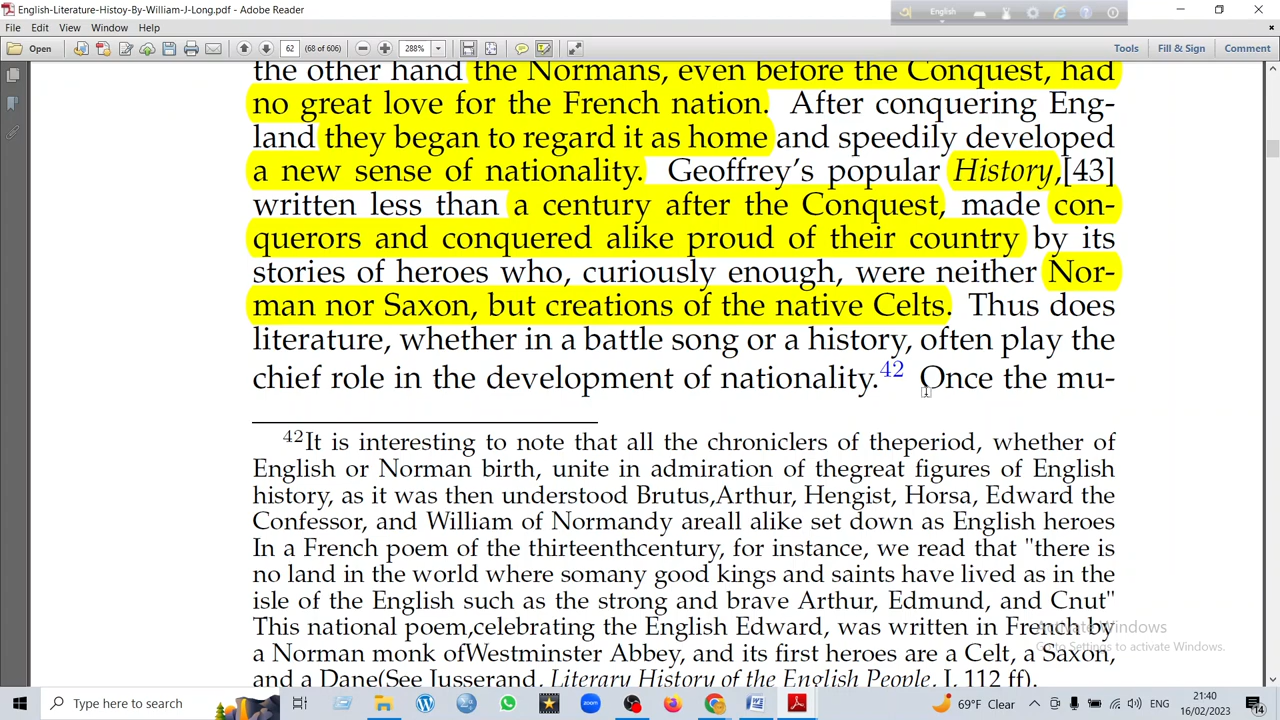 English-Literature-Histoy-By-William-J-Long.pdf - Adobe Reader
English
File Edit View Window Help
Open 62 (68 of 606) 288% Tools Fill & Sign Comment
the other hand the Normans, even before the Conquest, had
no great love for the French nation. After conquering Eng-
land they began to regard it as home and speedily developed
a new sense of nationality. Geoffrey's popular History,[43]
written less than a century after the Conquest, made con-
querors and conquered alike proud of their country by its
stories of heroes who, curiously enough, were neither Nor-
man nor Saxon, but creations of the native Celts. Thus does
literature, whether in a battle song or a history, often play the
chief role in the development of nationality.42 Once the mu-
42It is interesting to note that all the chroniclers of theperiod, whether of
English or Norman birth, unite in admiration of thegreat figures of English
history, as it was then understood Brutus,Arthur, Hengist, Horsa, Edward the
Confessor, and William of Normandy areall alike set down as English heroes
In a French poem of the thirteenthcentury, for instance, we read that "there is
no land in the world where somany good kings and saints have lived as in the
isle of the English such as the strong and brave Arthur, Edmund, and Cnut"
This national poem,celebrating the English Edward, was written in French by
a Norman monk ofWestminster Abbey, and its first heroes are a Celt, a Saxon,
and a Dane(See Jusserand, Literary History of the English People, I, 112 ff).
Activate Windows
Go to Settings to activate Windows.
Type here to search
zoom
69°F Clear
ENG
21:40
16/02/2023
14